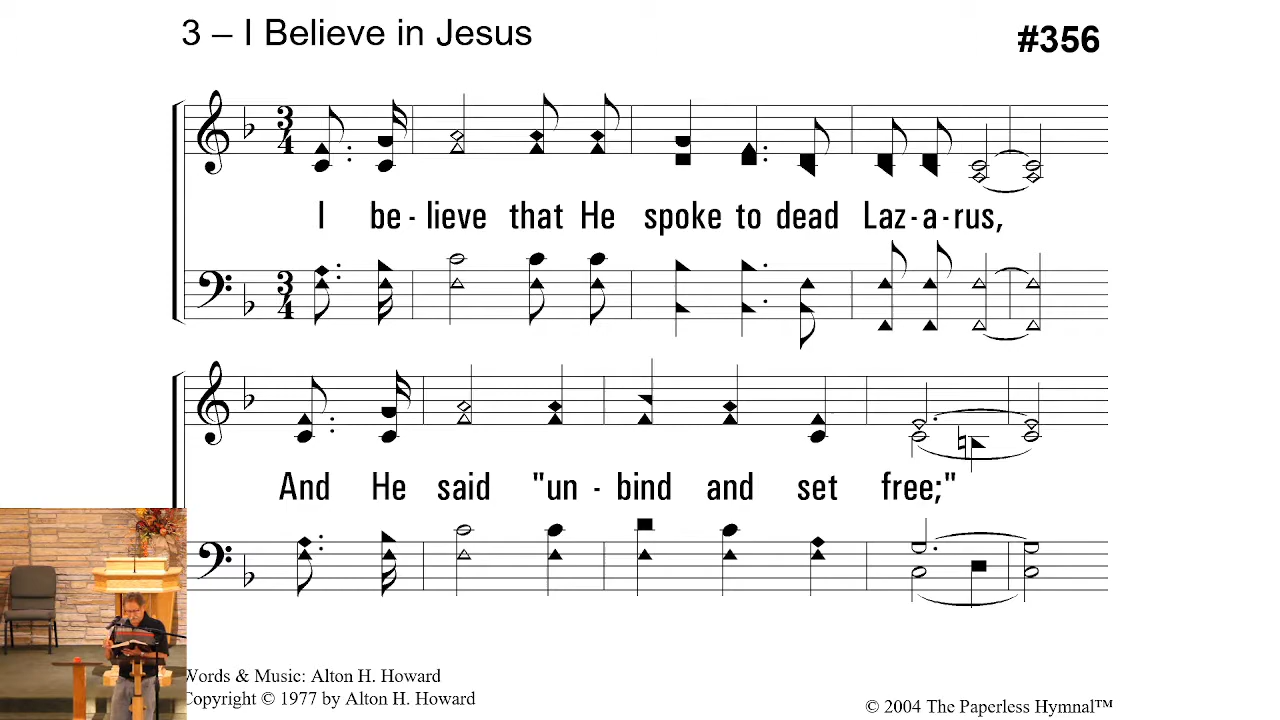 3 – I Believe in Jesus
#356
I be - lieve that He spoke to dead Laz - a - rus,
And He said "un - bind and set free;"
Words & Music: Alton H. Howard
Copyright © 1977 by Alton H. Howard
© 2004 The Paperless Hymnal™